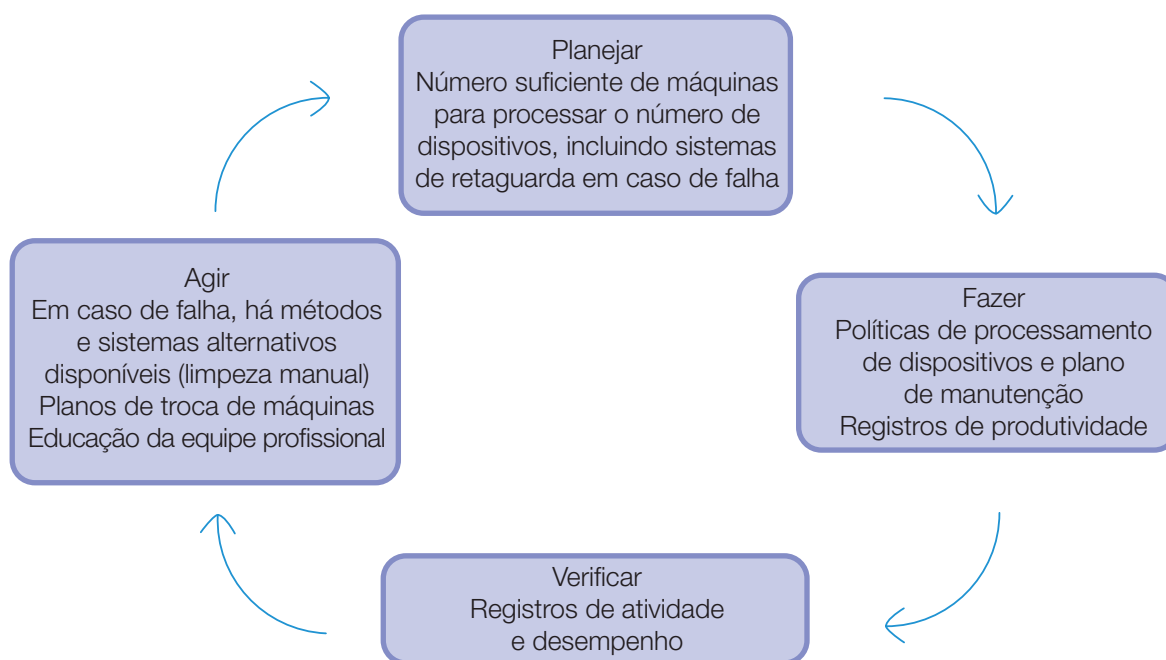 Planejar
Número suficiente de máquinas
para processar o número de
dispositivos, incluindo sistemas
de retaguarda em caso de falha
Fazer
Políticas de processamento
de dispositivos e plano
de manutenção
Registros de produtividade
Verificar
Registros de atividade
e desempenho
Agir
Em caso de falha, há métodos
e sistemas alternativos
disponíveis (limpeza manual)
Planos de troca de máquinas
Educação da equipe profissional